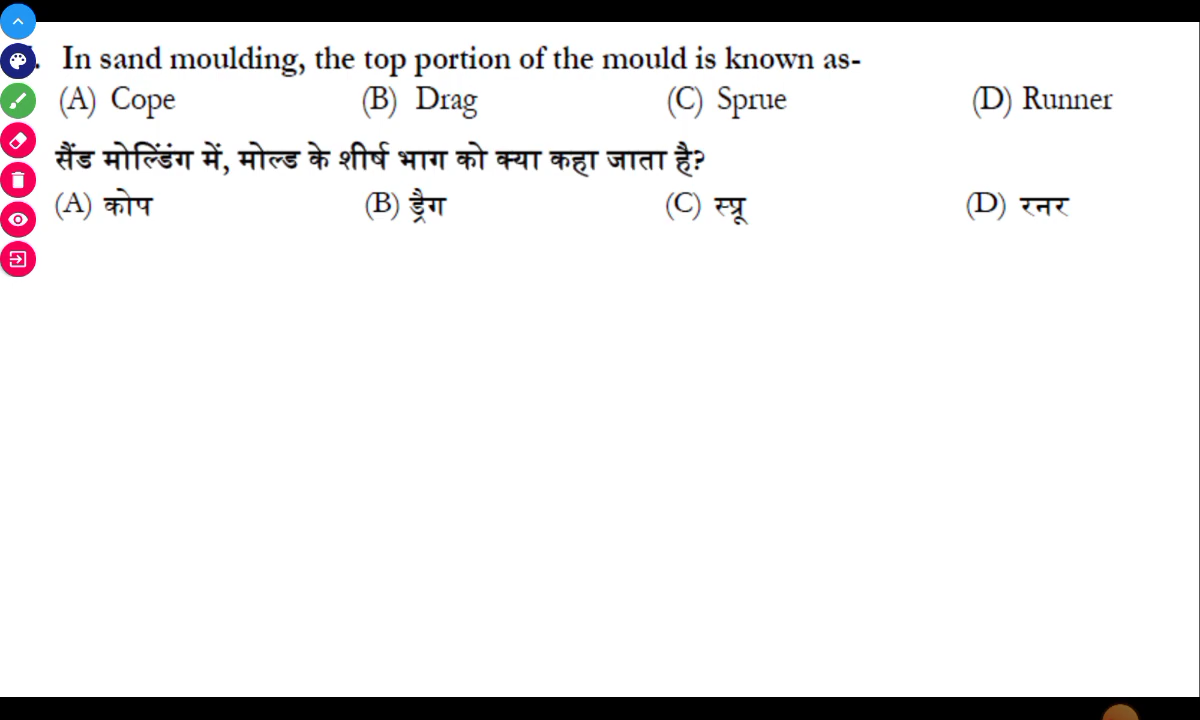 In sand moulding, the top portion of the mould is known as-
(A) Cope (B) Drag (C) Sprue (D) Runner
सैंड मोल्डिंग में, मोल्ड के शीर्ष भाग को क्या कहा जाता है?
(A) कोप (B) ड्रैग (C) स्प्रू (D) रनर